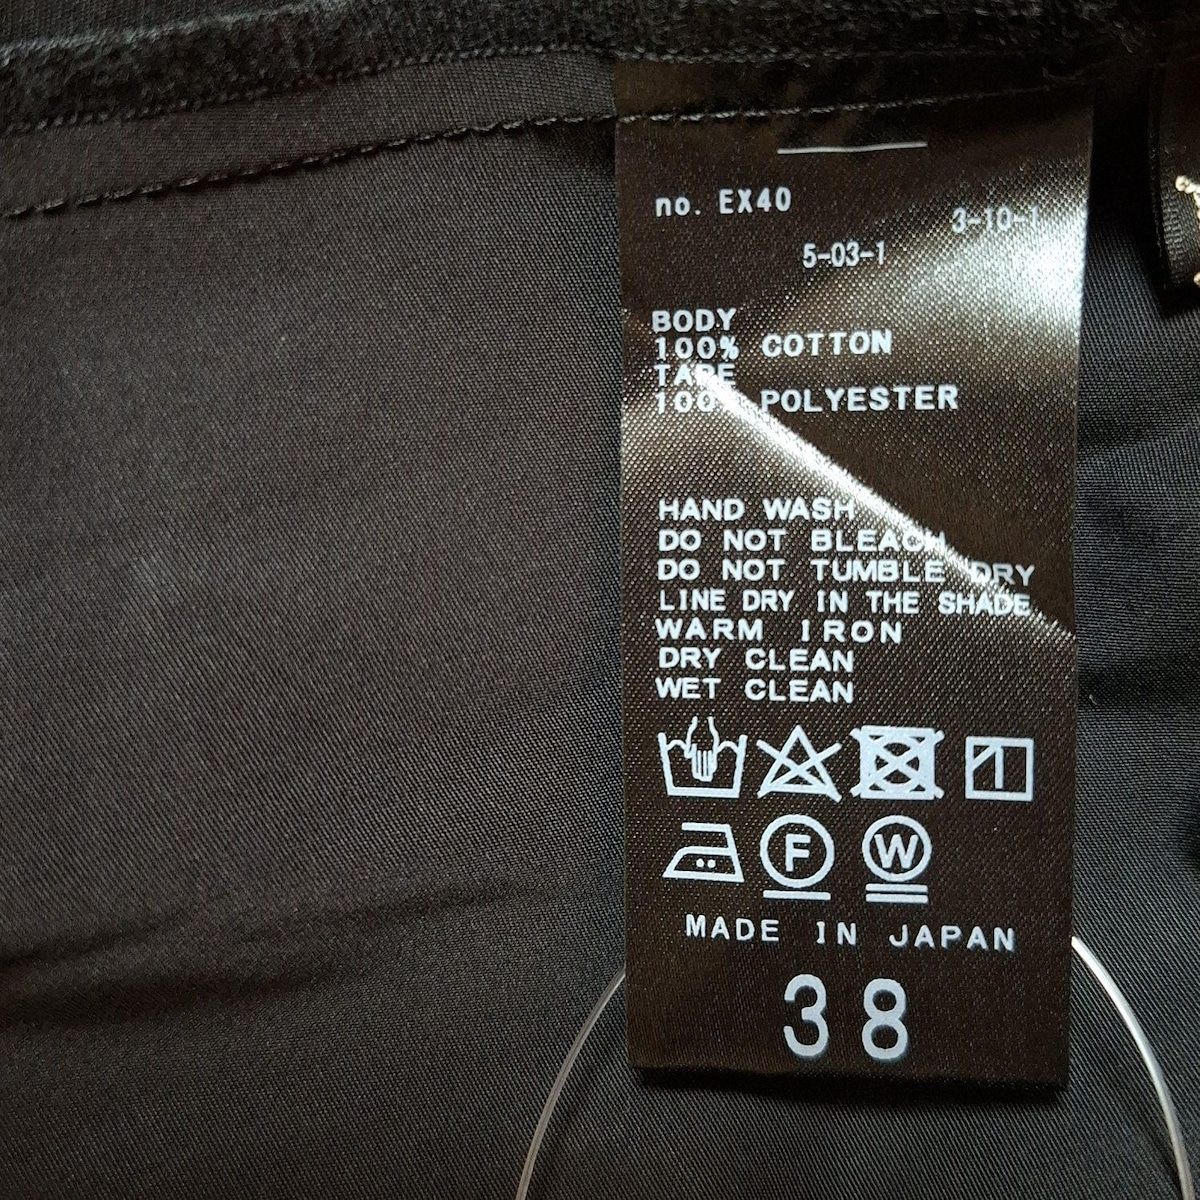 no. EX40
3-10-1
5-03-1
BODY
100% COTTON
TAPE
100% POLYESTER
HAND WASH
DO NOT BLEACH
DO NOT TUMBLE DRY
LINE DRY IN THE SHADE
WARM IRON
DRY CLEAN
WET CLEAN
F W
MADE IN JAPAN
38